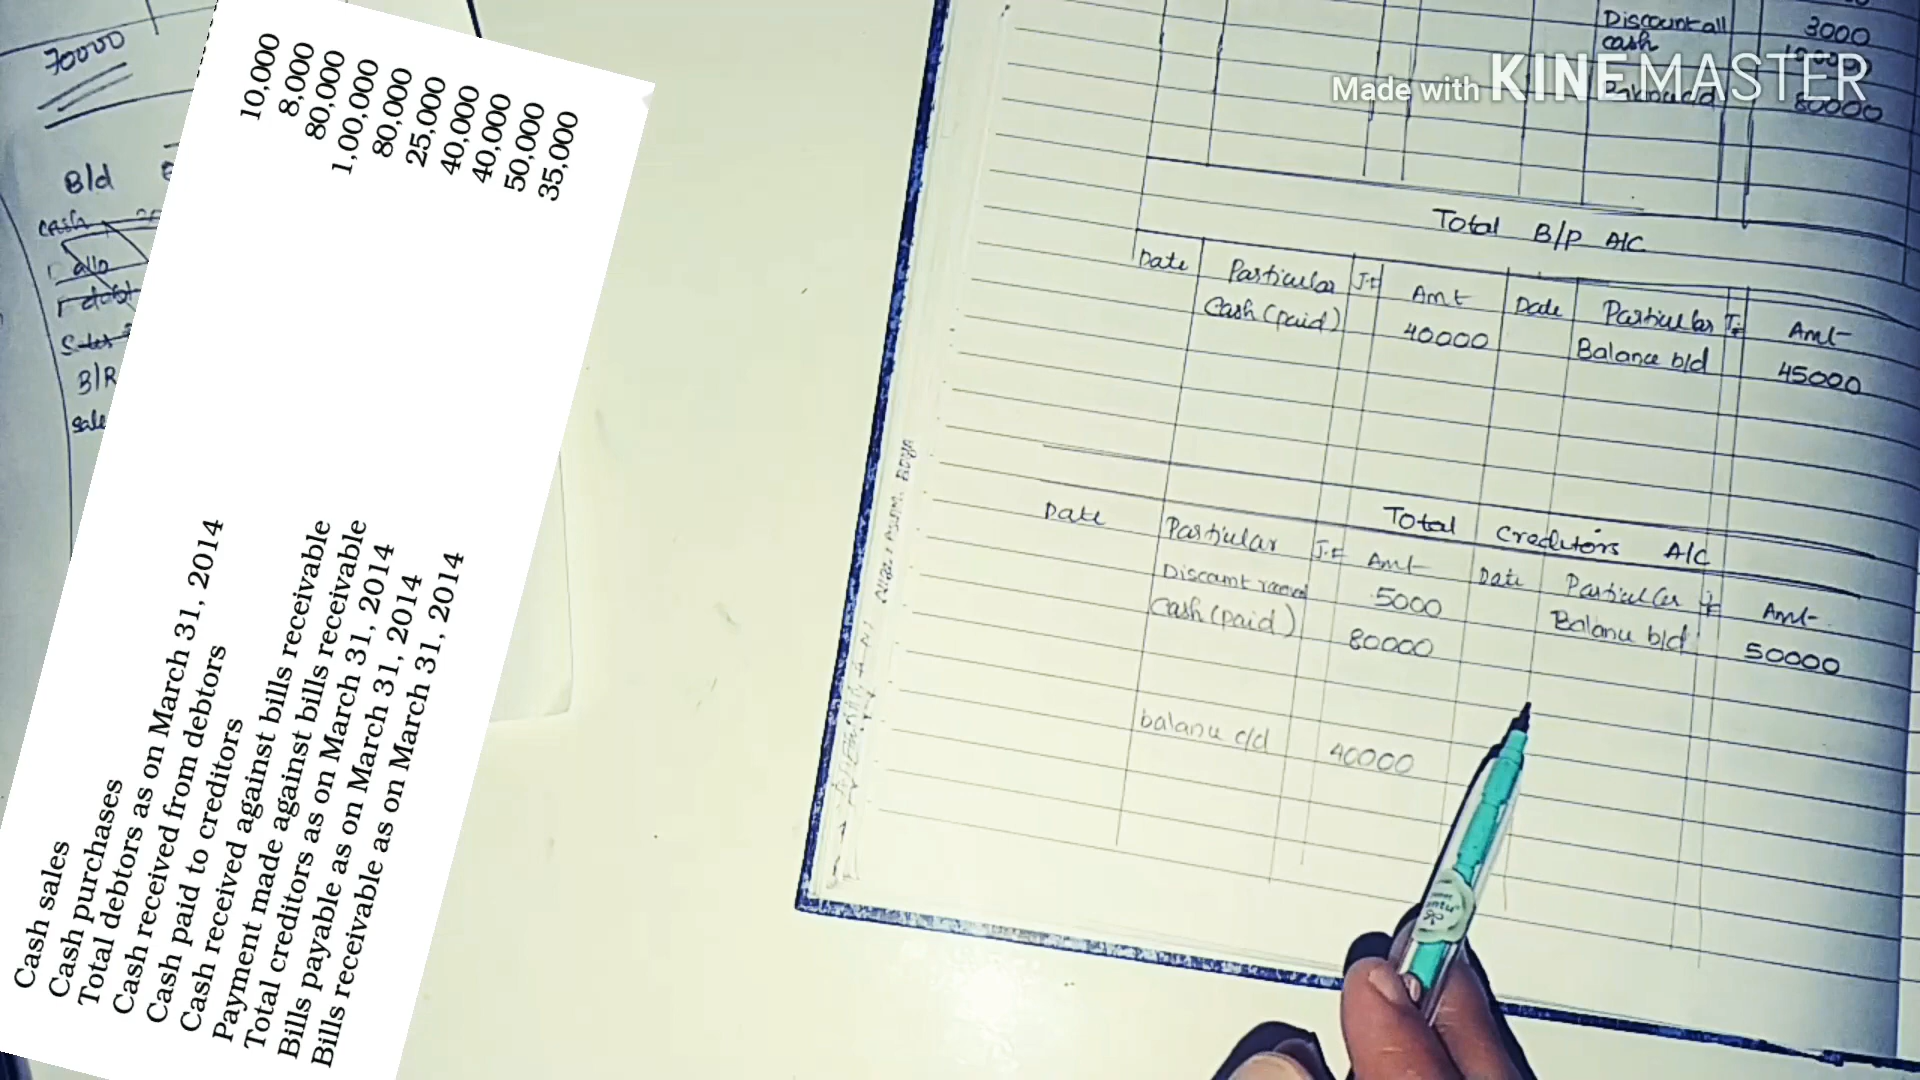 70000
B/d
cash
allo
B/R
Cash sales 10,000
Cash purchases 8,000
Total debtors as on March 31, 2014 80,000
Cash received from debtors 1,00,000
Cash paid to creditors 80,000
Cash received against bills receivable 25,000
Payment made against bills receivable 40,000
Total creditors as on March 31, 2014 40,000
Bills payable as on March 31, 2014 50,000
Bills receivable as on March 31, 2014 35,000
Discount all 3000
cash
80000
Made with KINEMASTER
Total B/P A/C
Date Particular J.F Amt Date Particular J.F Amt
Cash (paid) 40000 Balance b/d 45000
Total Creditors A/C
Date Particular J.F Amt Date Particular J.F Amt
Discount received 5000 Balance b/d 50000
Cash (paid) 80000
balance c/d 40000